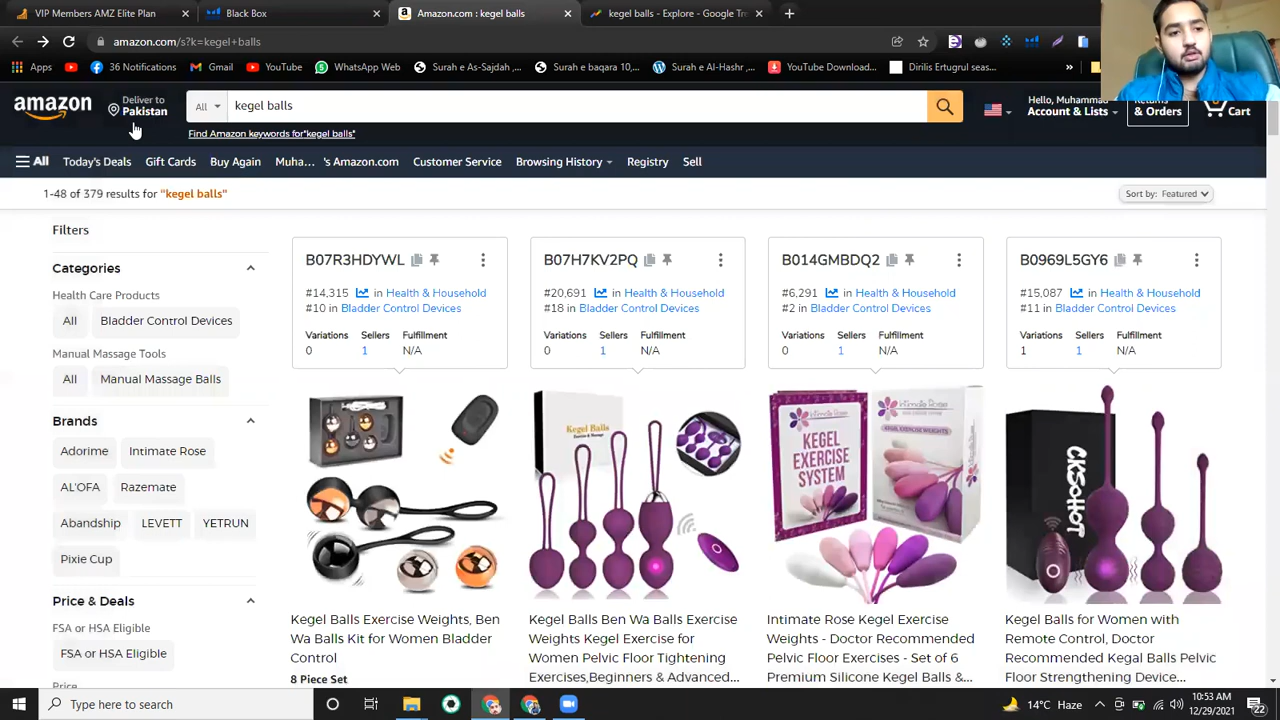 VIP Members AMZ Elite Plan
Black Box
Amazon.com : kegel balls
kegel balls - Explore - Google Tre
amazon.com/s?k=kegel+balls
Apps
36 Notifications
Gmail
YouTube
WhatsApp Web
Surah e As-Sajdah ,...
Surah e baqara 10,...
Surah e Al-Hashr ,...
YouTube Download...
Dirilis Ertugrul seas...
»
amazon
Deliver to
Pakistan
All
kegel balls
Find Amazon keywords for"kegel balls"
Hello, Muhammad
Account & Lists
Returns
& Orders
Cart
All
Today's Deals
Gift Cards
Buy Again
Muha... 's Amazon.com
Customer Service
Browsing History
Registry
Sell
1-48 of 379 results for "kegel balls"
Sort by: Featured
Filters
Categories
Health Care Products
All
Bladder Control Devices
Manual Massage Tools
All
Manual Massage Balls
Brands
Adorime
Intimate Rose
AL'OFA
Razemate
Abandship
LEVETT
YETRUN
Pixie Cup
Price & Deals
FSA or HSA Eligible
FSA or HSA Eligible
Price
B07R3HDYWL
#14,315 in Health & Household
#10 in Bladder Control Devices
Variations Sellers Fulfillment
0 1 N/A
Kegel Balls Exercise Weights, Ben
Wa Balls Kit for Women Bladder
Control
8 Piece Set
B07H7KV2PQ
#20,691 in Health & Household
#18 in Bladder Control Devices
Variations Sellers Fulfillment
0 1 N/A
Kegel Balls
Kegel Balls Ben Wa Balls Exercise
Weights Kegel Exercise for
Women Pelvic Floor Tightening
Exercises,Beginners & Advanced...
B014GMBDQ2
#6,291 in Health & Household
#2 in Bladder Control Devices
Variations Sellers Fulfillment
0 1 N/A
intimate Rose
KEGEL
EXERCISE
SYSTEM
intimate Rose
Intimate Rose Kegel Exercise
Weights - Doctor Recommended
Pelvic Floor Exercises - Set of 6
Premium Silicone Kegel Balls &...
B0969L5GY6
#15,087 in Health & Household
#11 in Bladder Control Devices
Variations Sellers Fulfillment
1 1 N/A
CKSOHOT
Kegel Balls for Women with
Remote Control, Doctor
Recommended Kegal Balls Pelvic
Floor Strengthening Device...
Type here to search
14°C Haze
10:53 AM
12/29/2021
22